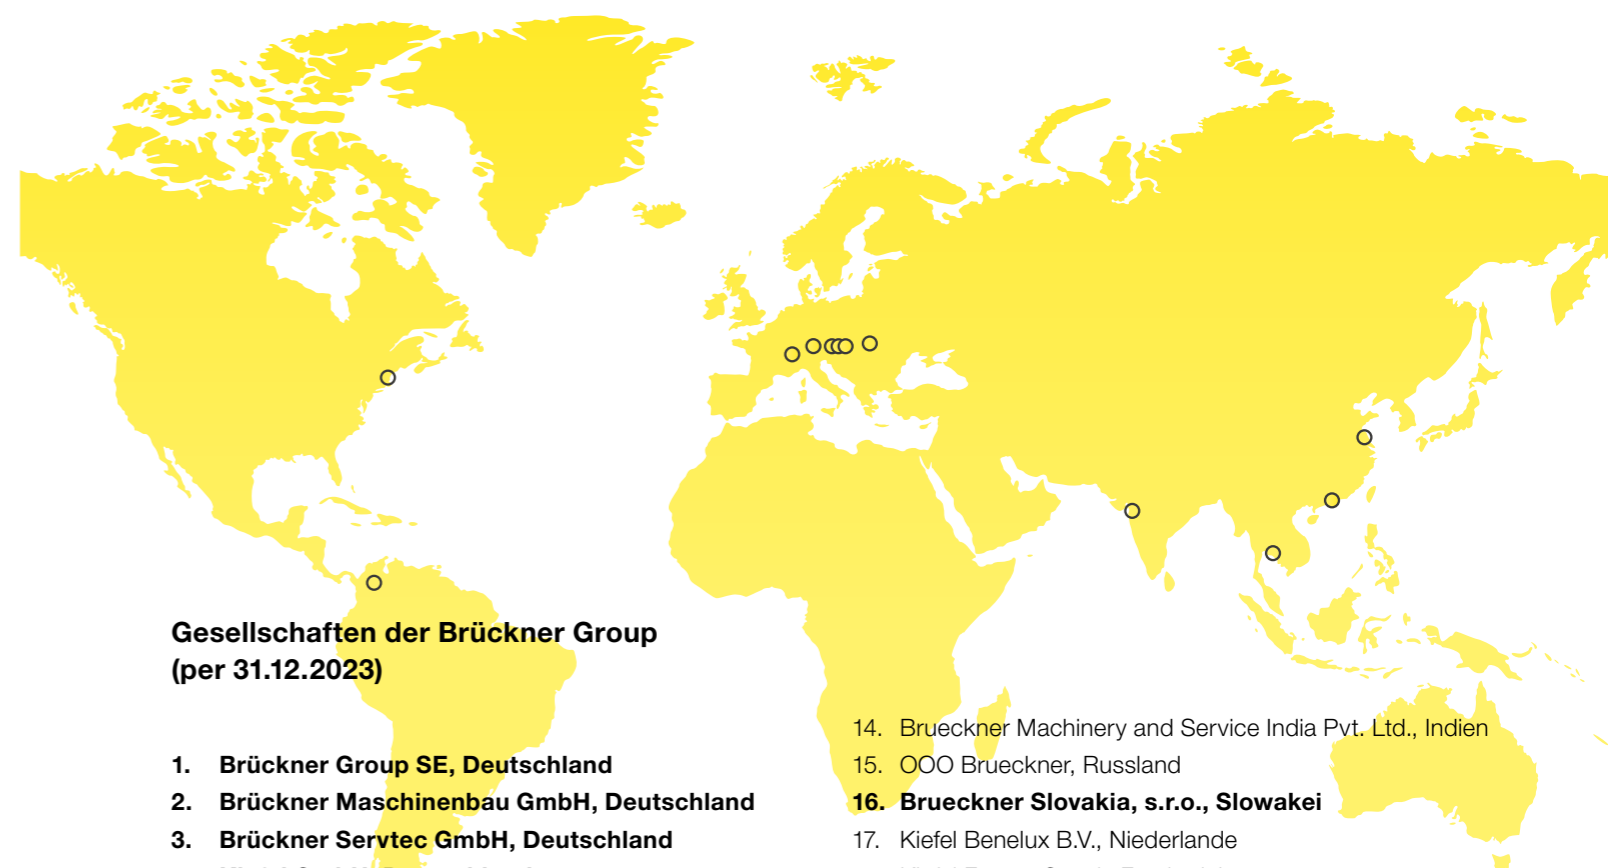 Gesellschaften der Brückner Group
(per 31.12.2023)
1. Brückner Group SE, Deutschland
2. Brückner Maschinenbau GmbH, Deutschland
3. Brückner Servtec GmbH, Deutschland
14. Brueckner Machinery and Service India Pvt. Ltd., Indien
15. OOO Brueckner, Russland
16. Brueckner Slovakia, s.r.o., Slowakei
17. Kiefel Benelux B.V., Niederlande